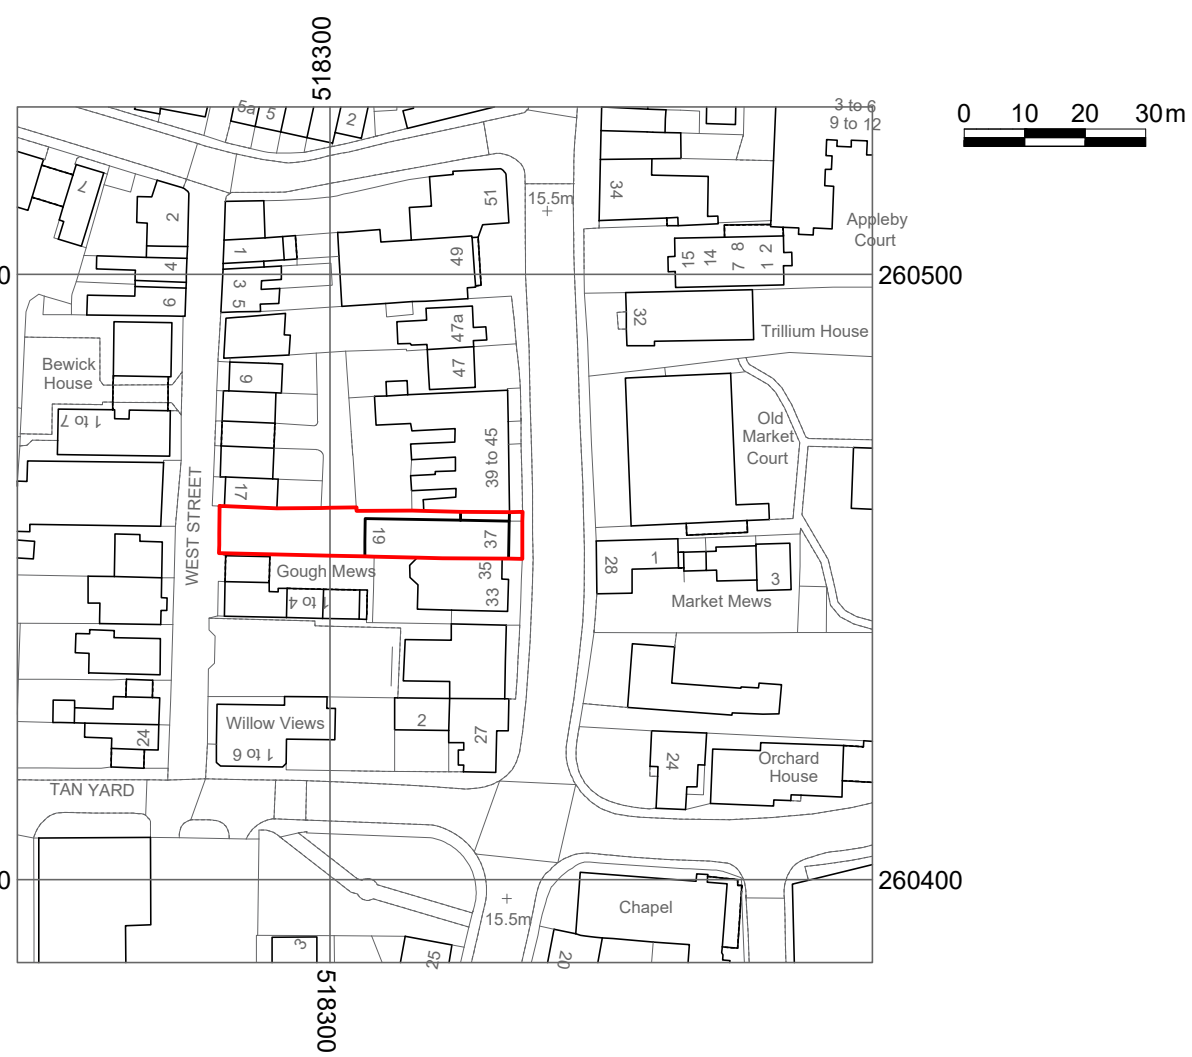 518300
0 10 20 30m
3 to 6
9 to 12
5a
5
2
7
2
51
15.5m
34
Appleby
Court
1
4
49
15
14
8
7
2
1
260500
0
3
5
6
47a
32
Trillium House
Bewick
House
9
47
1 to 7
Old
Market
Court
39 to 45
17
WEST STREET
19
37
Gough Mews
35
33
1 to 4
28
1
3
Market Mews
Willow Views
1 to 6
2
27
24
24
Orchard
House
TAN YARD
0
260400
Chapel
15.5m
3
25
20
518300